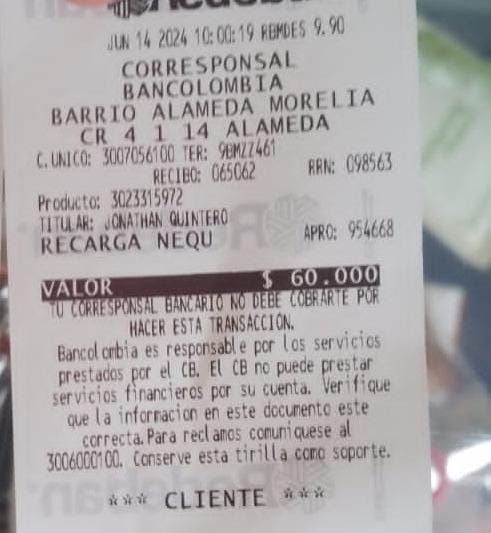 JUN 14 2024 10:00:19 RBMDES 9.90
CORRESPONSAL
BANCOLOMBIA
BARRIO ALAMEDA MORELIA
CR 4 1 14 ALAMEDA
C.UNICO: 3007056100 TER: 9BMZZ461
RECIBO: 065062 RRN: 098563
Producto: 3023315972
TITULAR: JONATHAN QUINTERO
RECARGA NEQU APRO: 954668
VALOR $ 60.000
TU CORRESPONSAL BANCARIO NO DEBE COBRARTE POR
HACER ESTA TRANSACCION.
Bancolombia es responsable por los servicios
prestados por el CB. EL CB no puede prestar
servicios financieros por su cuenta. Verifique
que la informacion en este documento este
correcta.Para reclamos comuniquese al
3006000100. Conserve esta tirilla como soporte.
*** CLIENTE ***